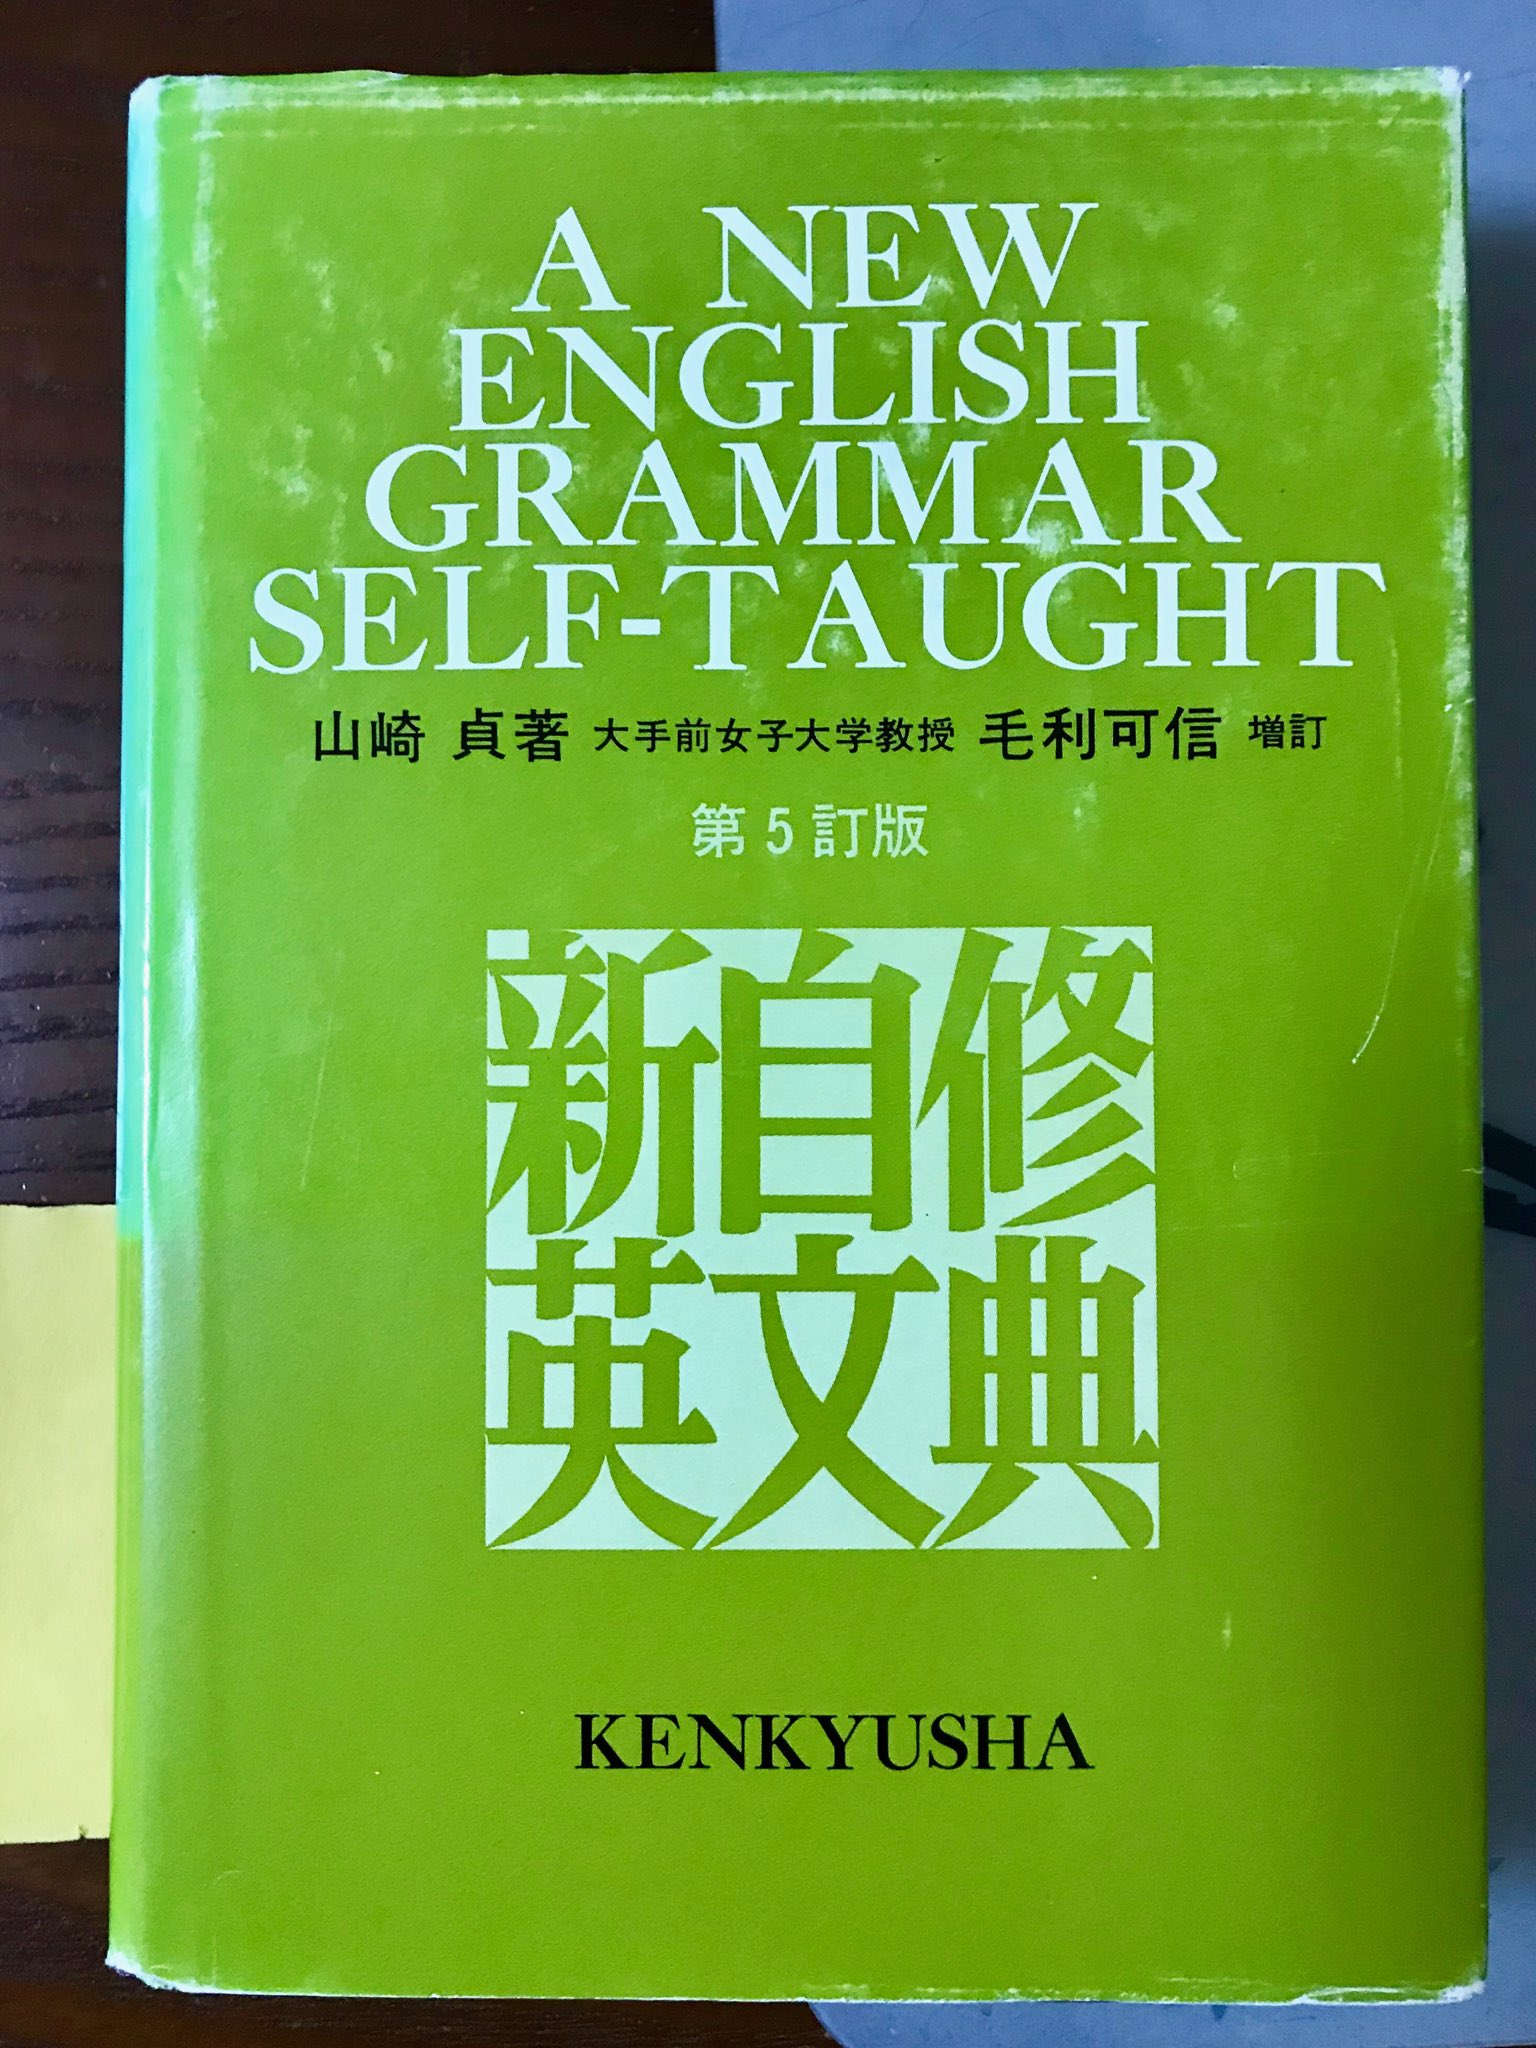 A NEW
ENGLISH
GRAMMAR
SELF-TAUGHT
山崎 貞著 大手前女子大学教授 毛利可信 増訂
第5訂版
新自修
英文典
KENKYUSHA